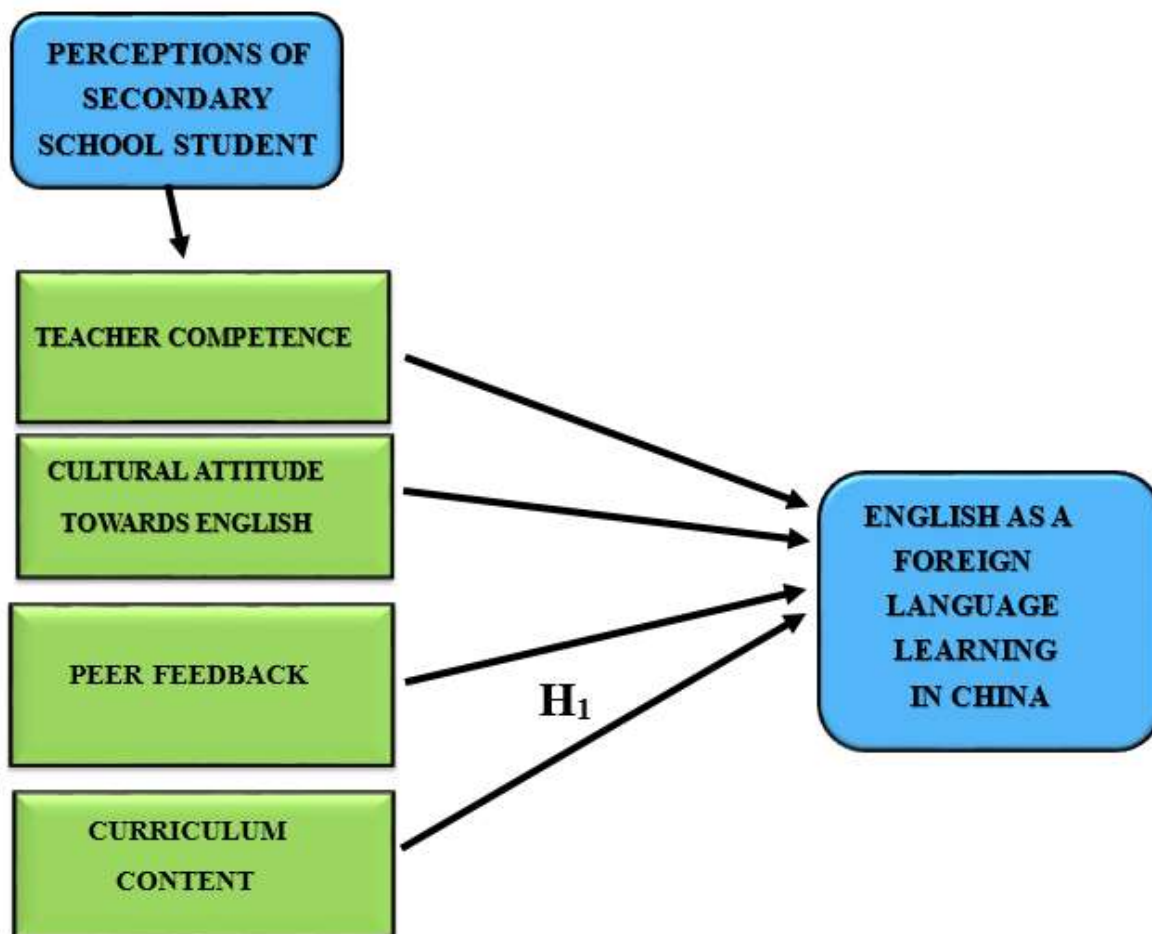 PERCEPTIONS OF
SECONDARY
SCHOOL STUDENT
TEACHER COMPETENCE
CULTURAL ATTITUDE
TOWARDS ENGLISH
PEER FEEDBACK
CURRICULUM
CONTENT
H₁
ENGLISH AS A
FOREIGN
LANGUAGE
LEARNING
IN CHINA